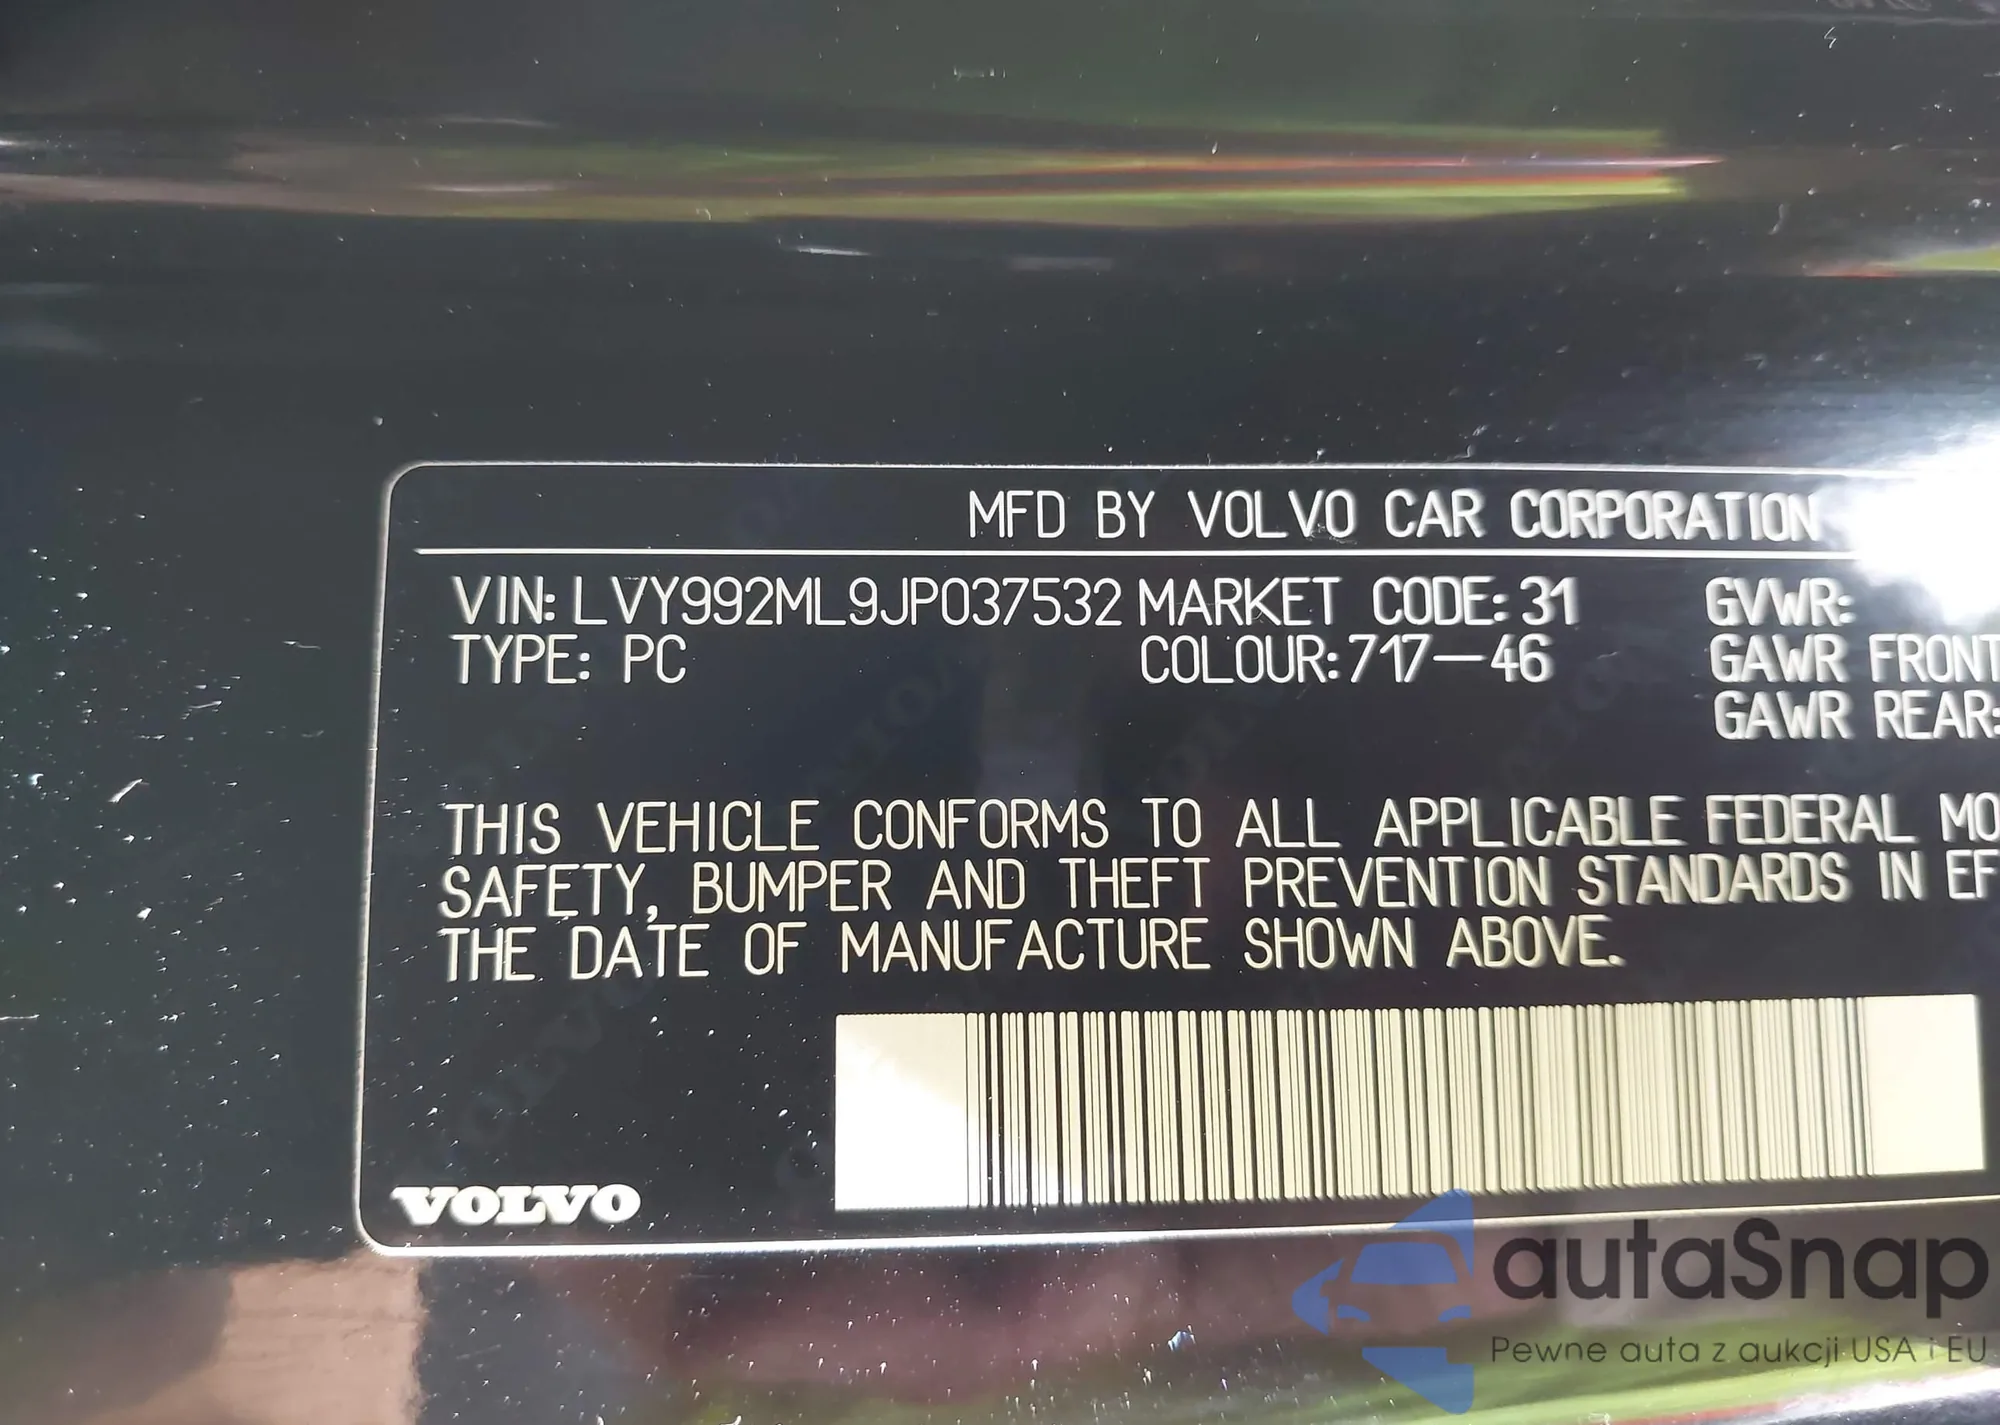 MFD BY VOLVO CAR CORPORATION
VIN: LVY992ML9JP037532 MARKET CODE: 31 GVWR:
TYPE: PC COLOUR: 717-46 GAWR FRONT
GAWR REAR:
THIS VEHICLE CONFORMS TO ALL APPLICABLE FEDERAL MO
SAFETY, BUMPER AND THEFT PREVENTION STANDARDS IN EF
THE DATE OF MANUFACTURE SHOWN ABOVE.
VOLVO
autaSnap
Pewne auta z aukcji USA i EU